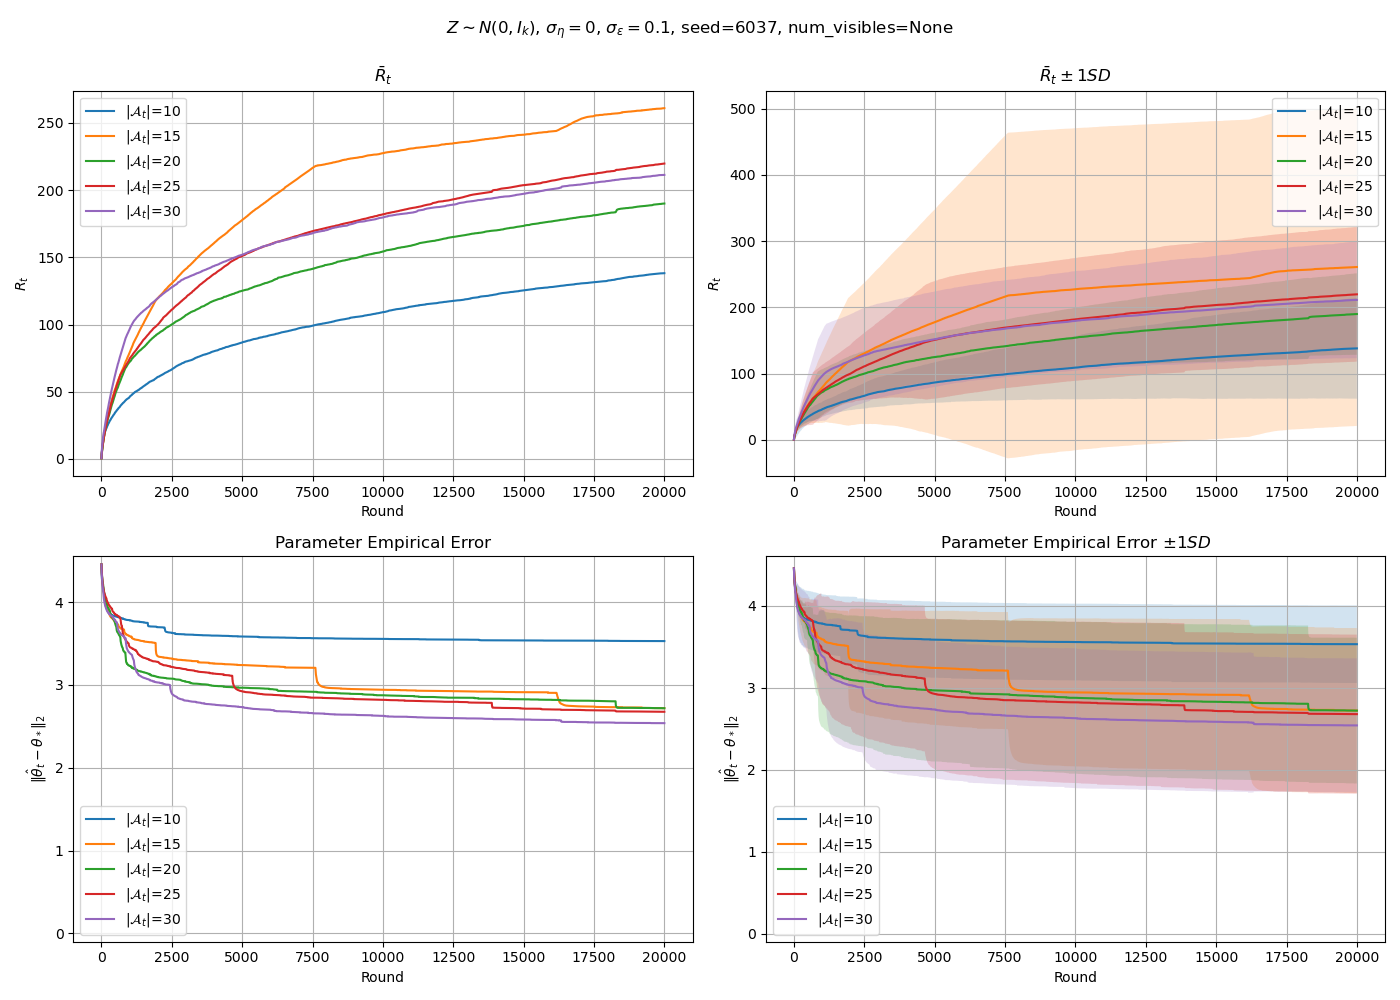 Z ∼ N(0, I_k), σ_η = 0, σ_ε = 0.1, seed=6037, num_visibles=None
R̄_t
R_t
250
200
150
100
50
0
|𝒜_t|=10
|𝒜_t|=15
|𝒜_t|=20
|𝒜_t|=25
|𝒜_t|=30
0 2500 5000 7500 10000 12500 15000 17500 20000
Round
R̄_t ± 1SD
R_t
500
400
300
200
100
0
|𝒜_t|=10
|𝒜_t|=15
|𝒜_t|=20
|𝒜_t|=25
|𝒜_t|=30
0 2500 5000 7500 10000 12500 15000 17500 20000
Round
Parameter Empirical Error
‖θ̂_t − θ_*‖_2
4
3
2
1
0
|𝒜_t|=10
|𝒜_t|=15
|𝒜_t|=20
|𝒜_t|=25
|𝒜_t|=30
0 2500 5000 7500 10000 12500 15000 17500 20000
Round
Parameter Empirical Error ±1SD
‖θ̂_t − θ_*‖_2
4
3
2
1
0
|𝒜_t|=10
|𝒜_t|=15
|𝒜_t|=20
|𝒜_t|=25
|𝒜_t|=30
0 2500 5000 7500 10000 12500 15000 17500 20000
Round